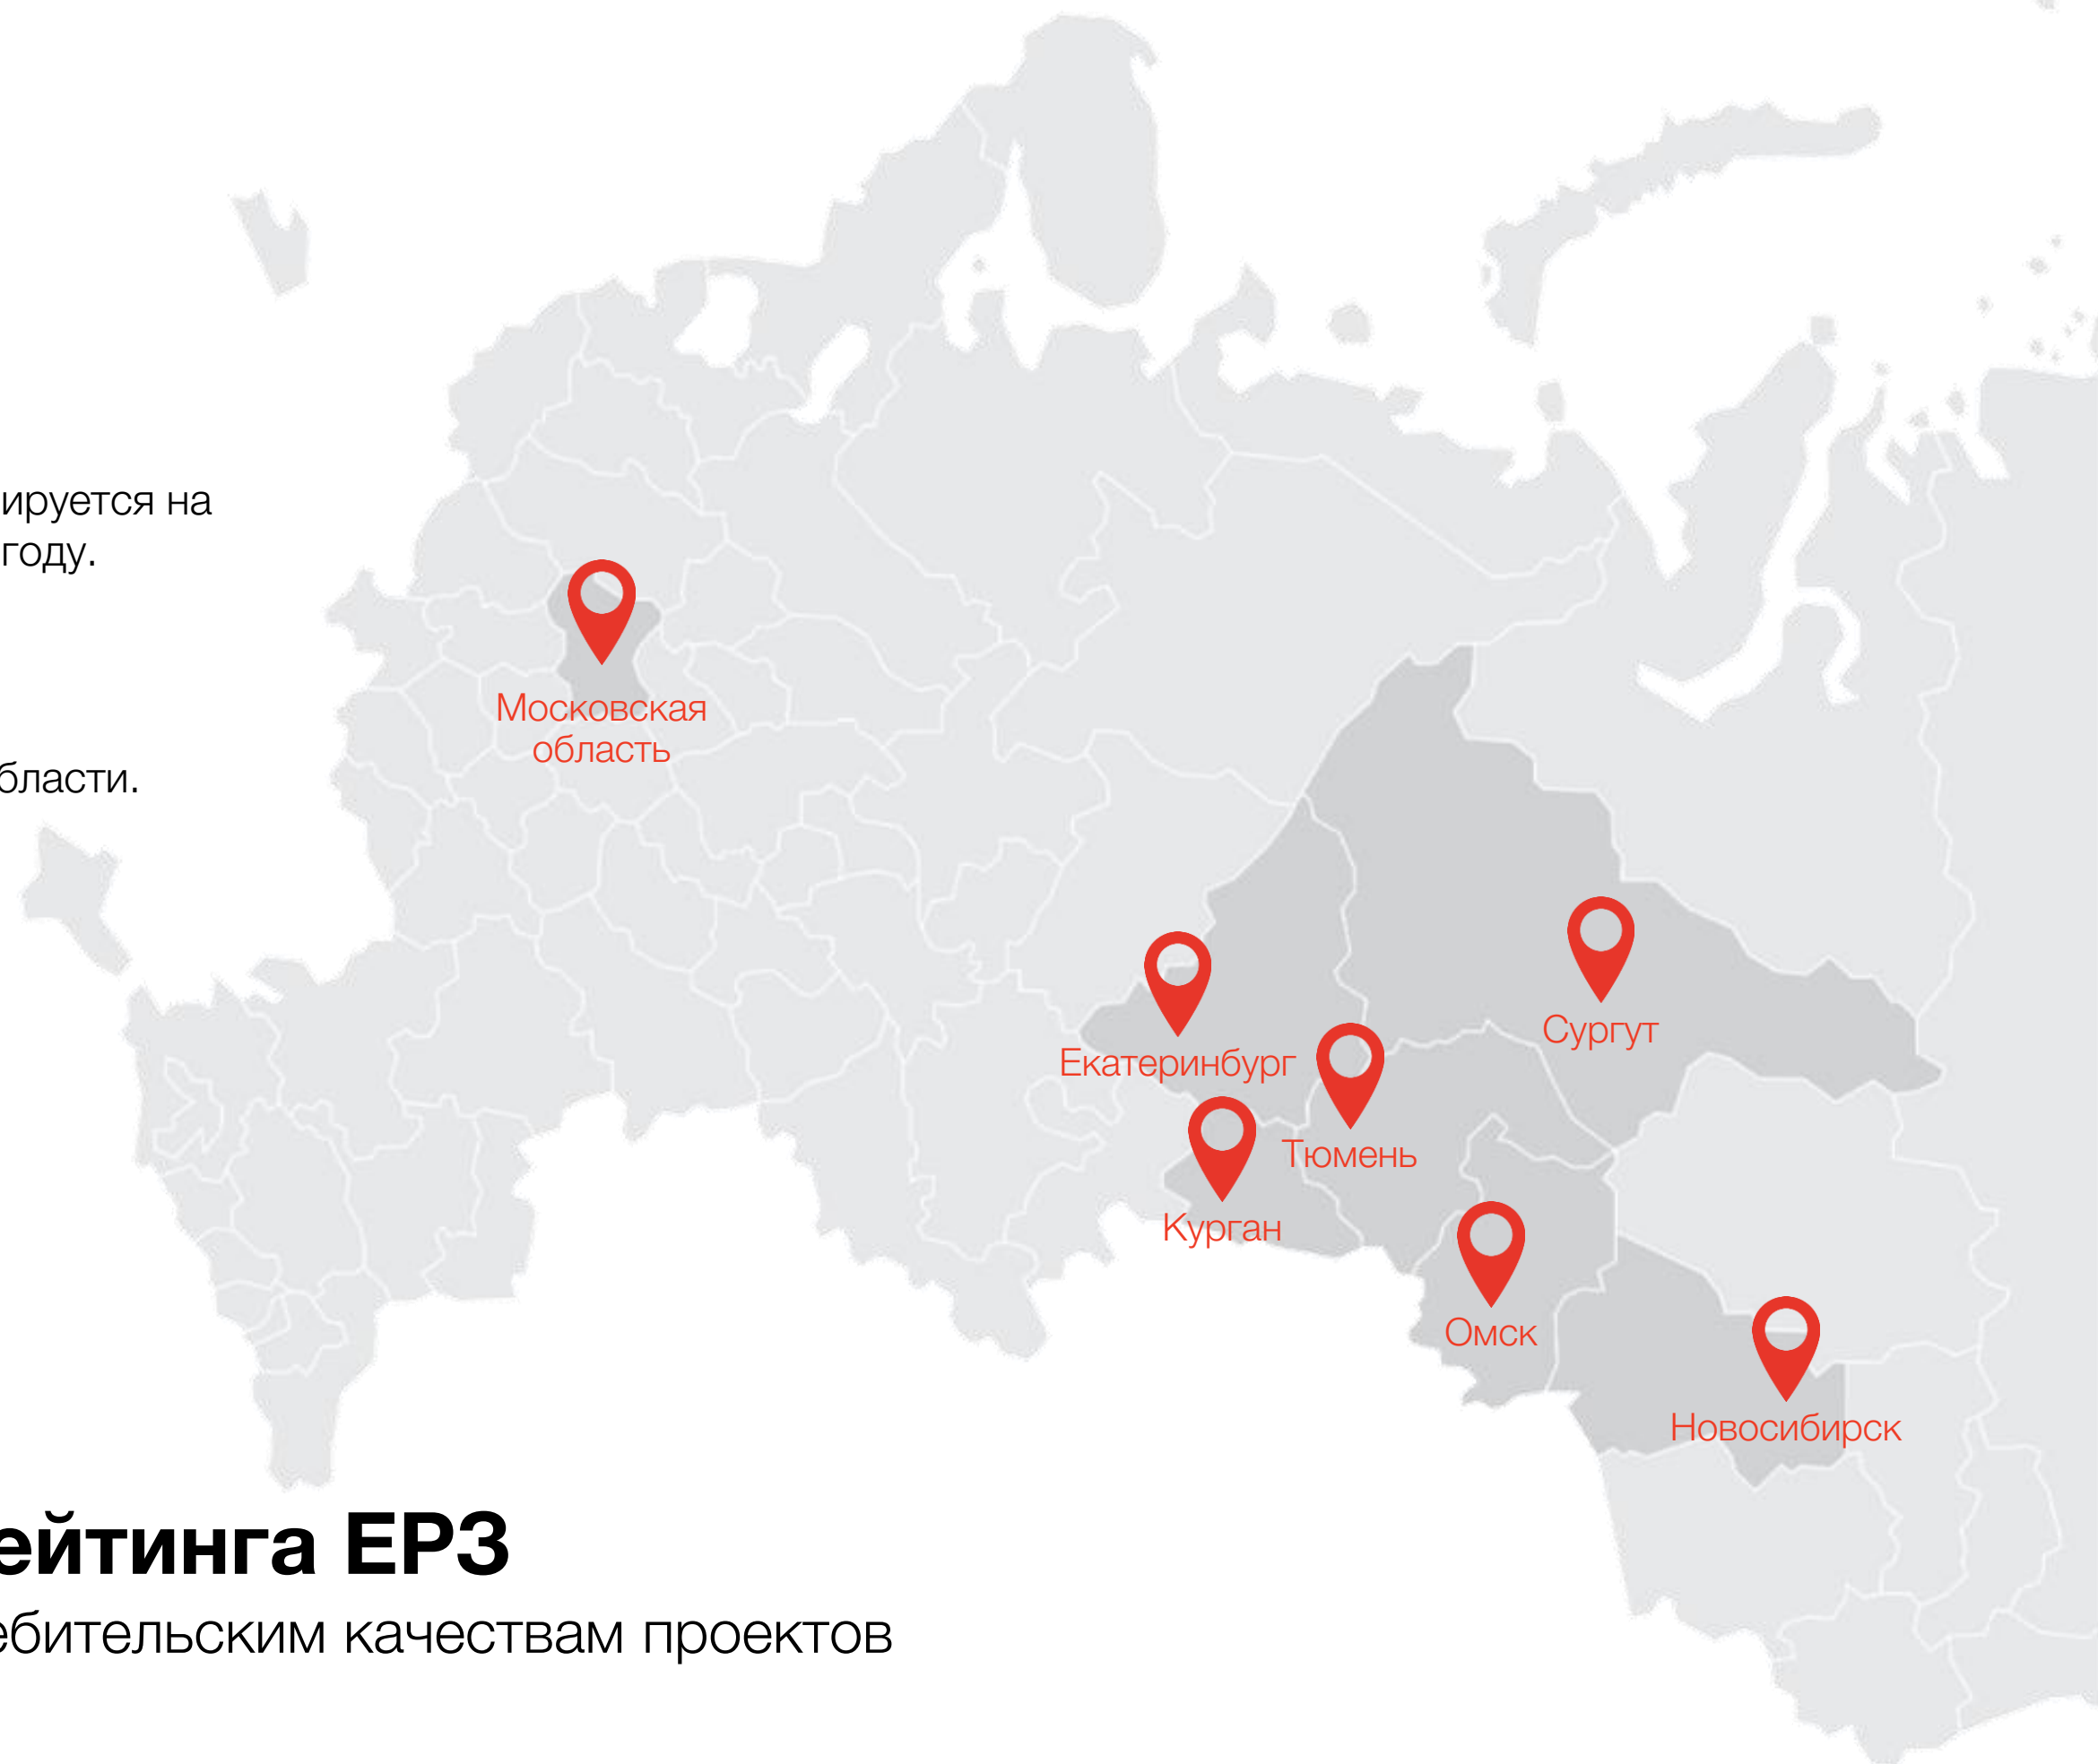 ируется на
году.
Московская
область
бласти.
Сургут
Екатеринбург
Тюмень
Курган
Омск
Новосибирск
ейтинга ЕРЗ
ебительским качествам проектов